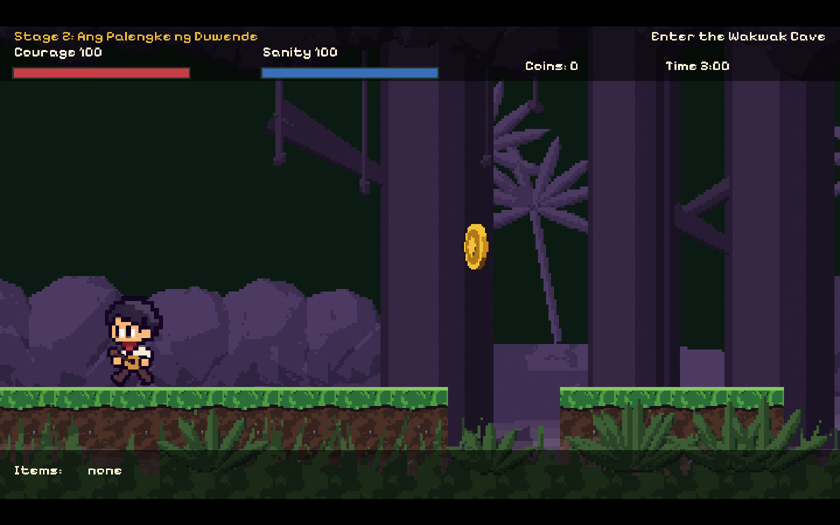 Stage 2: Ang Palengke ng Duwende
Enter the Wakwak Cave
Courage 100
Sanity 100
Coins: 0
Time 3:00
Items: none